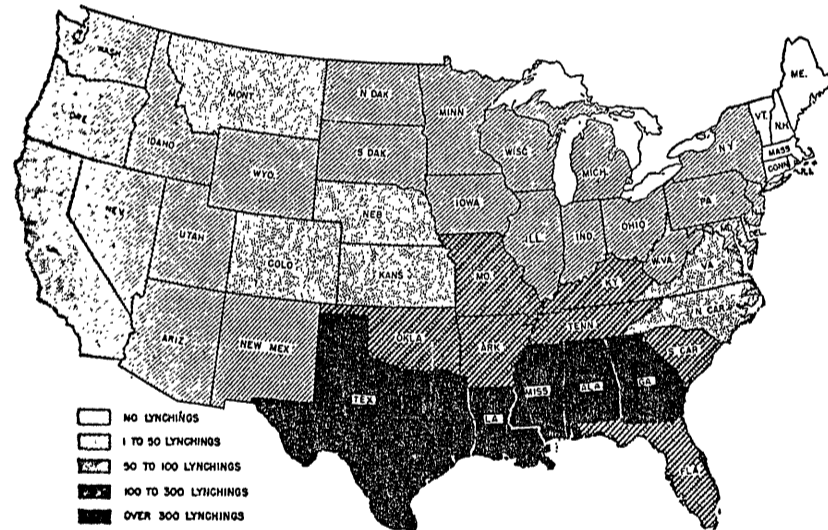 WASH.
ORE.
IDAHO
MONT.
N DAK
S DAK
MINN
WISC
MICH
WYO.
NEV.
UTAH
COLO
NEB
KANS
IOWA
ILL
IND.
OHIO
PA
N.Y.
VT.
N.H.
ME.
MASS
CONN
MD
W.VA.
VA
KY.
N CAR
S CAR
TENN
MO
ARK
OKLA
NEW MEX.
ARIZ
TEX
LA
MISS
ALA
GA.
FLA
NO LYNCHINGS
1 TO 50 LYNCHINGS
50 TO 100 LYNCHINGS
100 TO 300 LYNCHINGS
OVER 300 LYNCHINGS